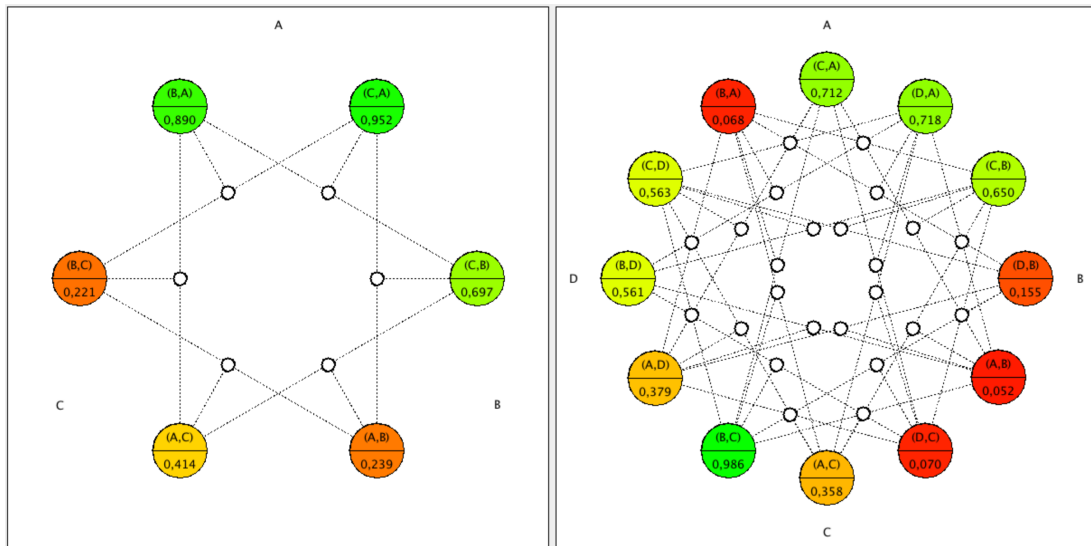 A
(B,A)
0,890
(C,A)
0,952
(B,C)
0,221
(C,B)
0,697
C
B
(A,C)
0,414
(A,B)
0,239
A
(C,A)
0,712
(B,A)
0,068
(D,A)
0,718
(C,D)
0,563
(C,B)
0,650
D
(B,D)
0,561
(D,B)
0,155
B
(A,D)
0,379
(A,B)
0,052
(B,C)
0,986
(D,C)
0,070
(A,C)
0,358
C